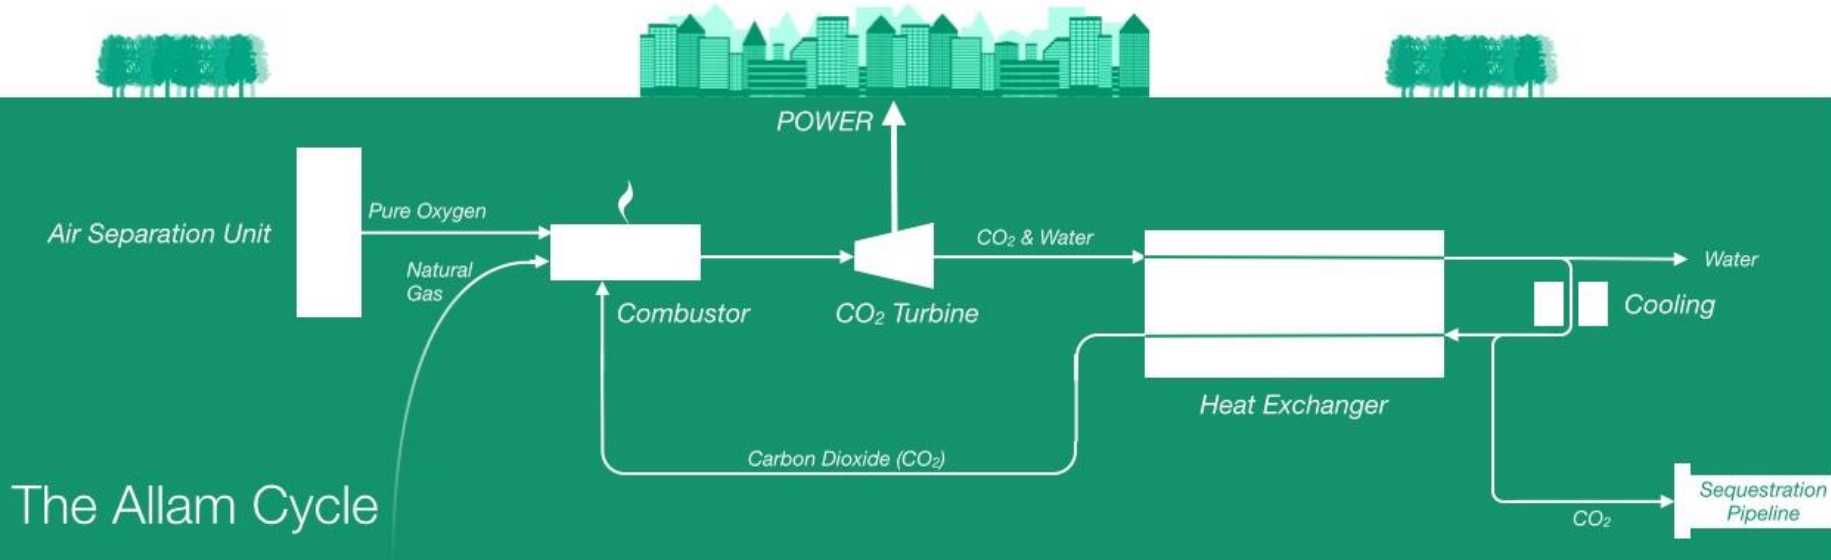 POWER
Pure Oxygen
Air Separation Unit
CO₂ & Water
Natural
Gas
Water
Combustor
CO₂ Turbine
Cooling
Heat Exchanger
Carbon Dioxide (CO₂)
The Allam Cycle
CO₂
Sequestration
Pipeline